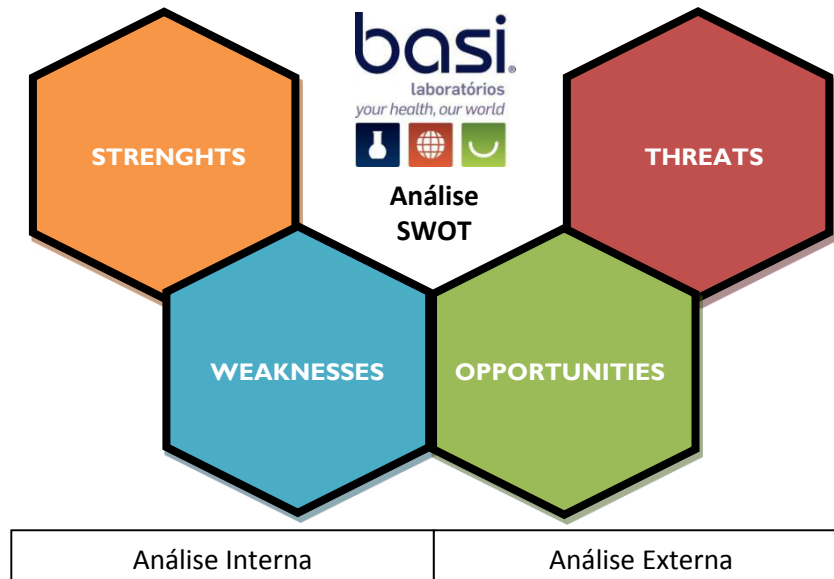 basi®
laboratórios
your health, our world
STRENGHTS
THREATS
Análise
SWOT
WEAKNESSES
OPPORTUNITIES
Análise Interna
Análise Externa